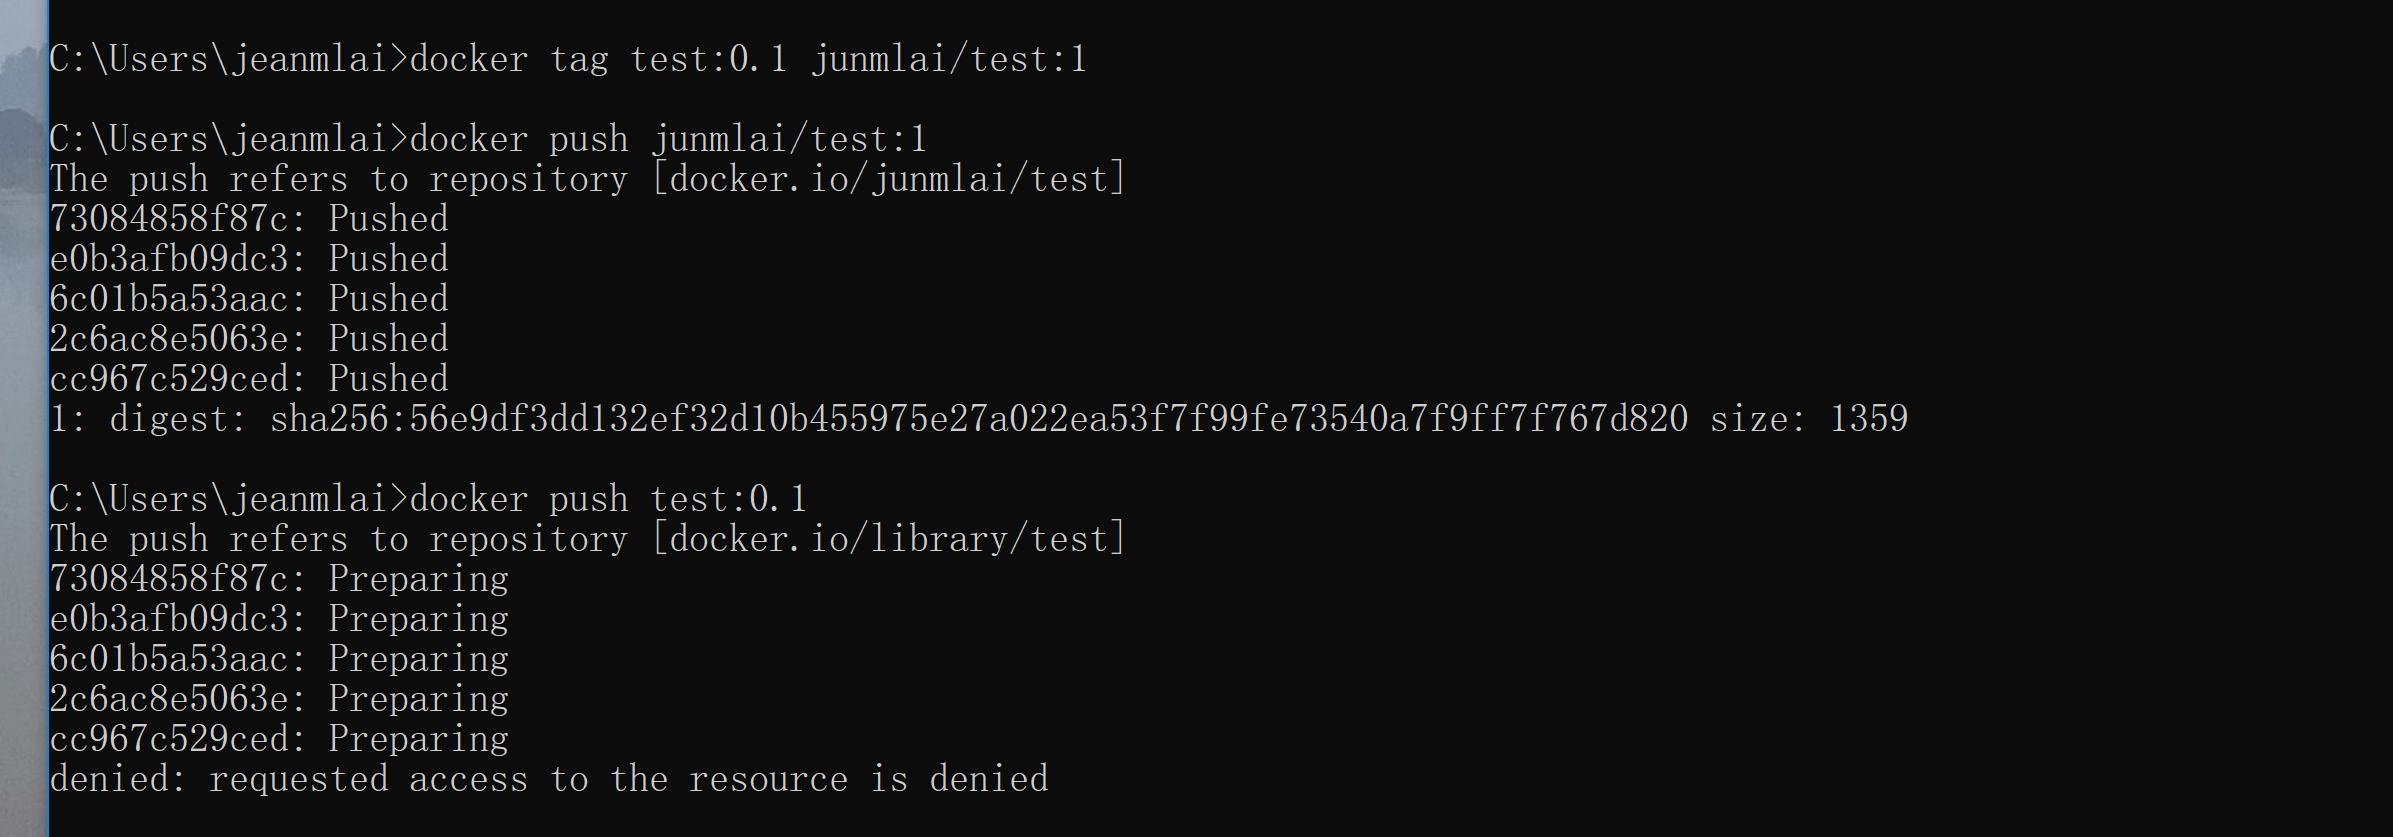 C:\Users\jeanmlai>docker tag test:0.1 junmlai/test:1
C:\Users\jeanmlai>docker push junmlai/test:1
The push refers to repository [docker.io/junmlai/test]
73084858f87c: Pushed
e0b3afb09dc3: Pushed
6c01b5a53aac: Pushed
2c6ac8e5063e: Pushed
cc967c529ced: Pushed
1: digest: sha256:56e9df3dd132ef32d10b455975e27a022ea53f7f99fe73540a7f9ff7f767d820 size: 1359
C:\Users\jeanmlai>docker push test:0.1
The push refers to repository [docker.io/library/test]
73084858f87c: Preparing
e0b3afb09dc3: Preparing
6c01b5a53aac: Preparing
2c6ac8e5063e: Preparing
cc967c529ced: Preparing
denied: requested access to the resource is denied